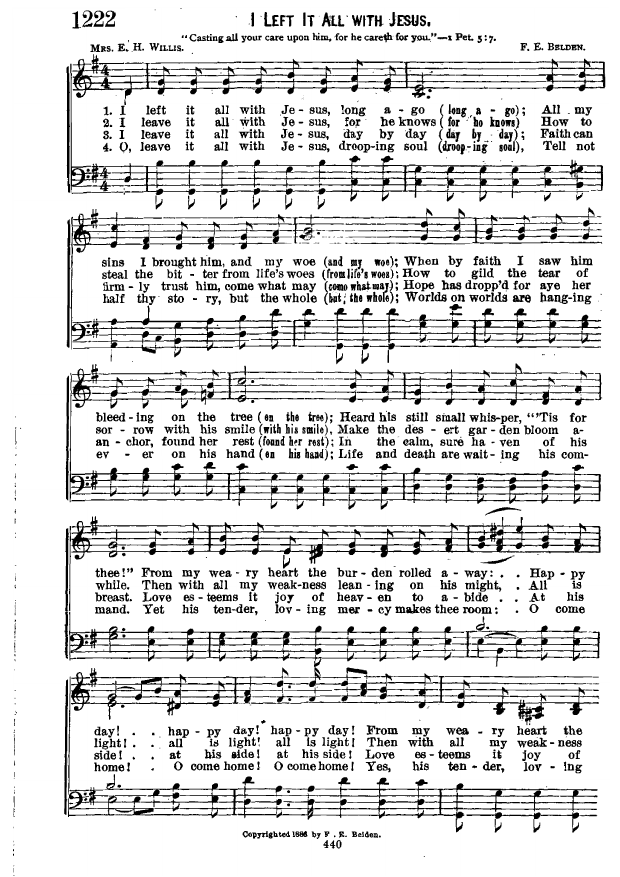 1222
I LEFT IT ALL WITH JESUS.
"Casting all your care upon him, for he careth for you."—1 Pet. 5:7.
MRS. E. H. WILLIS. F. E. BELDEN.
1. I left it all with Je - sus, long a - go (long a - go); All my
2. I leave it all with Je - sus, for he knows (for he knows) How to
3. I leave it all with Je - sus, day by day (day by day); Faith can
4. O, leave it all with Je - sus, droop-ing soul (droop-ing soul), Tell not
sins I brought him, and my woe (and my woe); When by faith I saw him
steal the bit - ter from life's woes (from life's woes); How to gild the tear of
firm - ly trust him, come what may (come what may); Hope has dropp'd for aye her
half thy sto - ry, but the whole (but, the whole); Worlds on worlds are hang-ing
bleed - ing on the tree (on the tree); Heard his still small whis-per, "'Tis for
sor - row with his smile (with his smile), Make the des - ert gar-den bloom a-
an - chor, found her rest (found her rest); In the calm, sure ha - ven of his
ev - er on his hand (on his hand); Life and death are wait - ing his com-
thee!" From my wea - ry heart the bur - den rolled a - way: . . Hap - py
while. Then with all my weak-ness lean - ing on his might, . . All is
breast. Love es-teems it joy of heav - en to a - bide . . At his
mand. Yet his ten-der, lov - ing mer - cy makes thee room: . . O come
day! . . hap - py day! hap - py day! From my wea - ry heart the
light! . . all is light! all is light! Then with all my weak-ness
side! . . at his side! at his side! Love es-teems it joy of
home! . . O come home! O come home! Yes, his ten - der, lov - ing
Copyrighted 1886 by F. E. Belden.
440